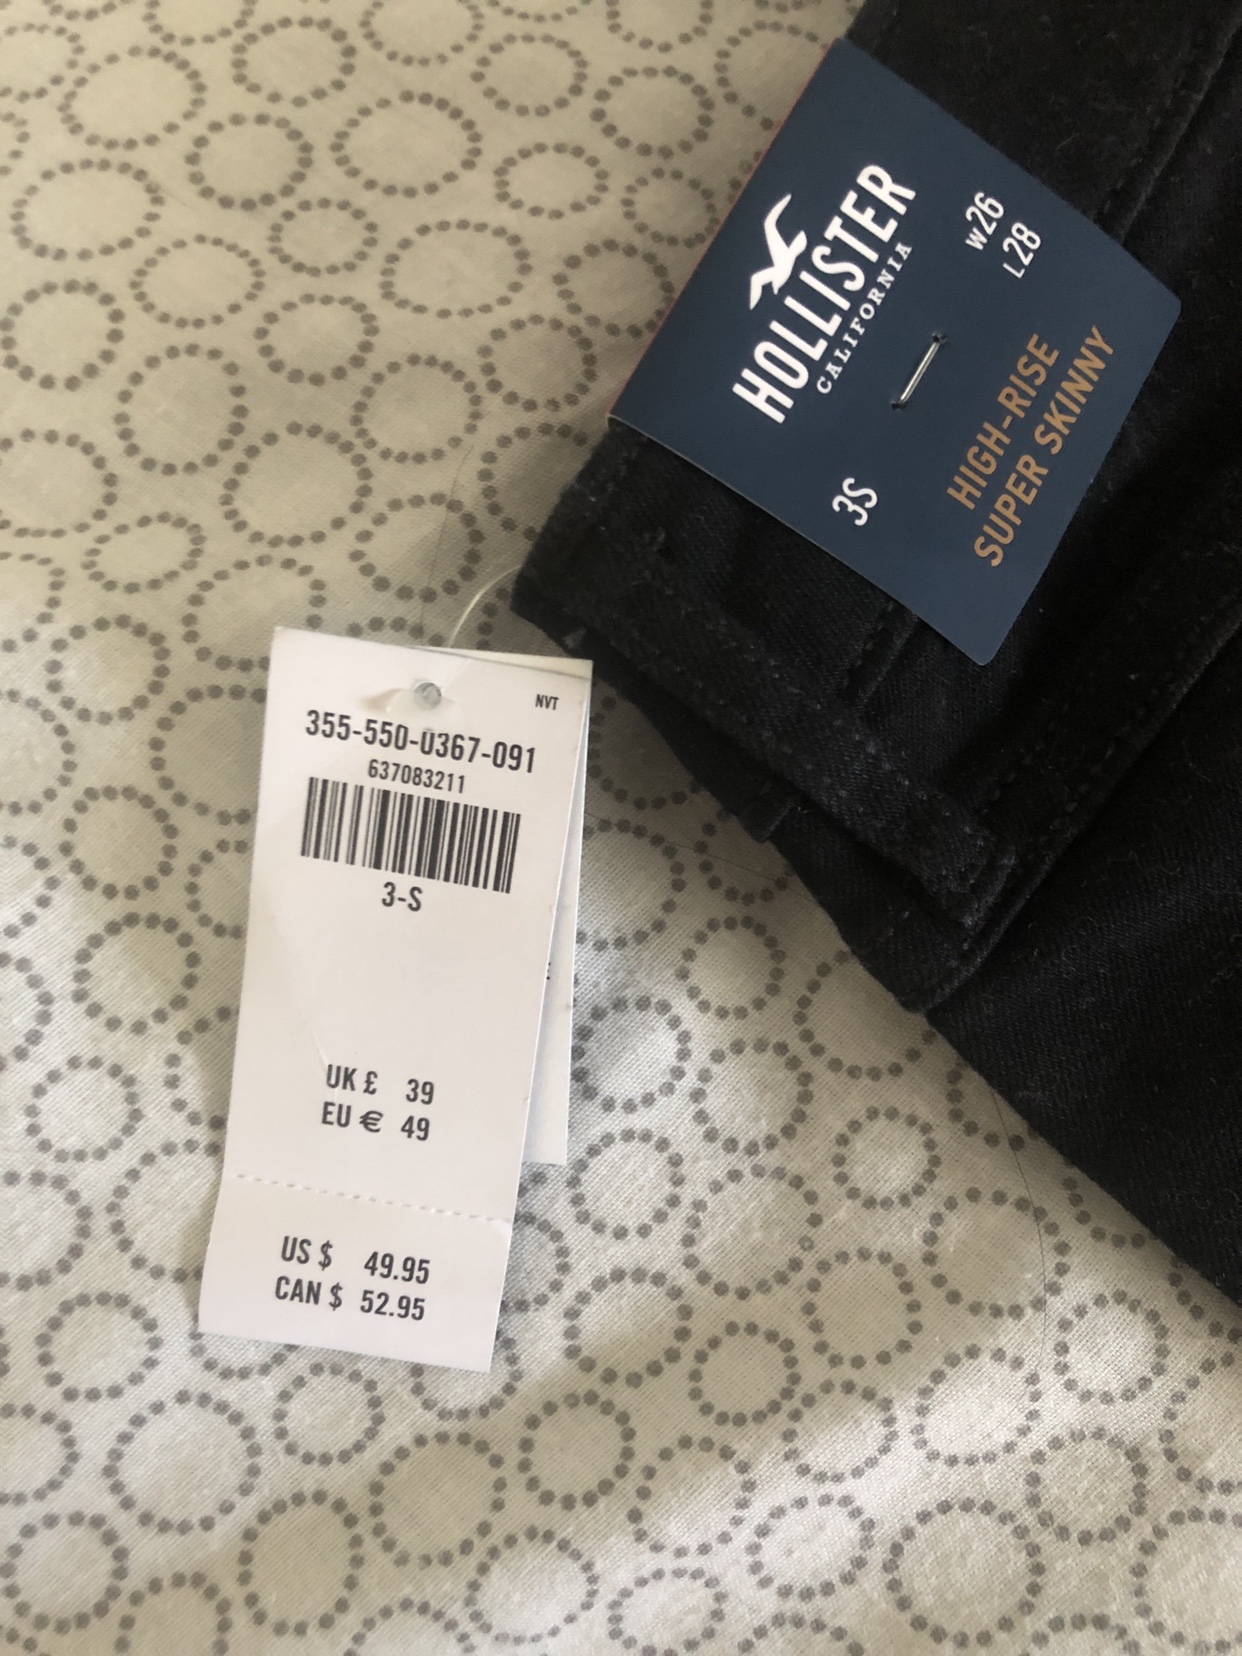 HOLLISTER
CALIFORNIA
W26
L28
3S
HIGH-RISE
SUPER SKINNY
NVT
355-550-0367-091
637083211
3-S
UK £ 39
EU € 49
US $ 49.95
CAN $ 52.95